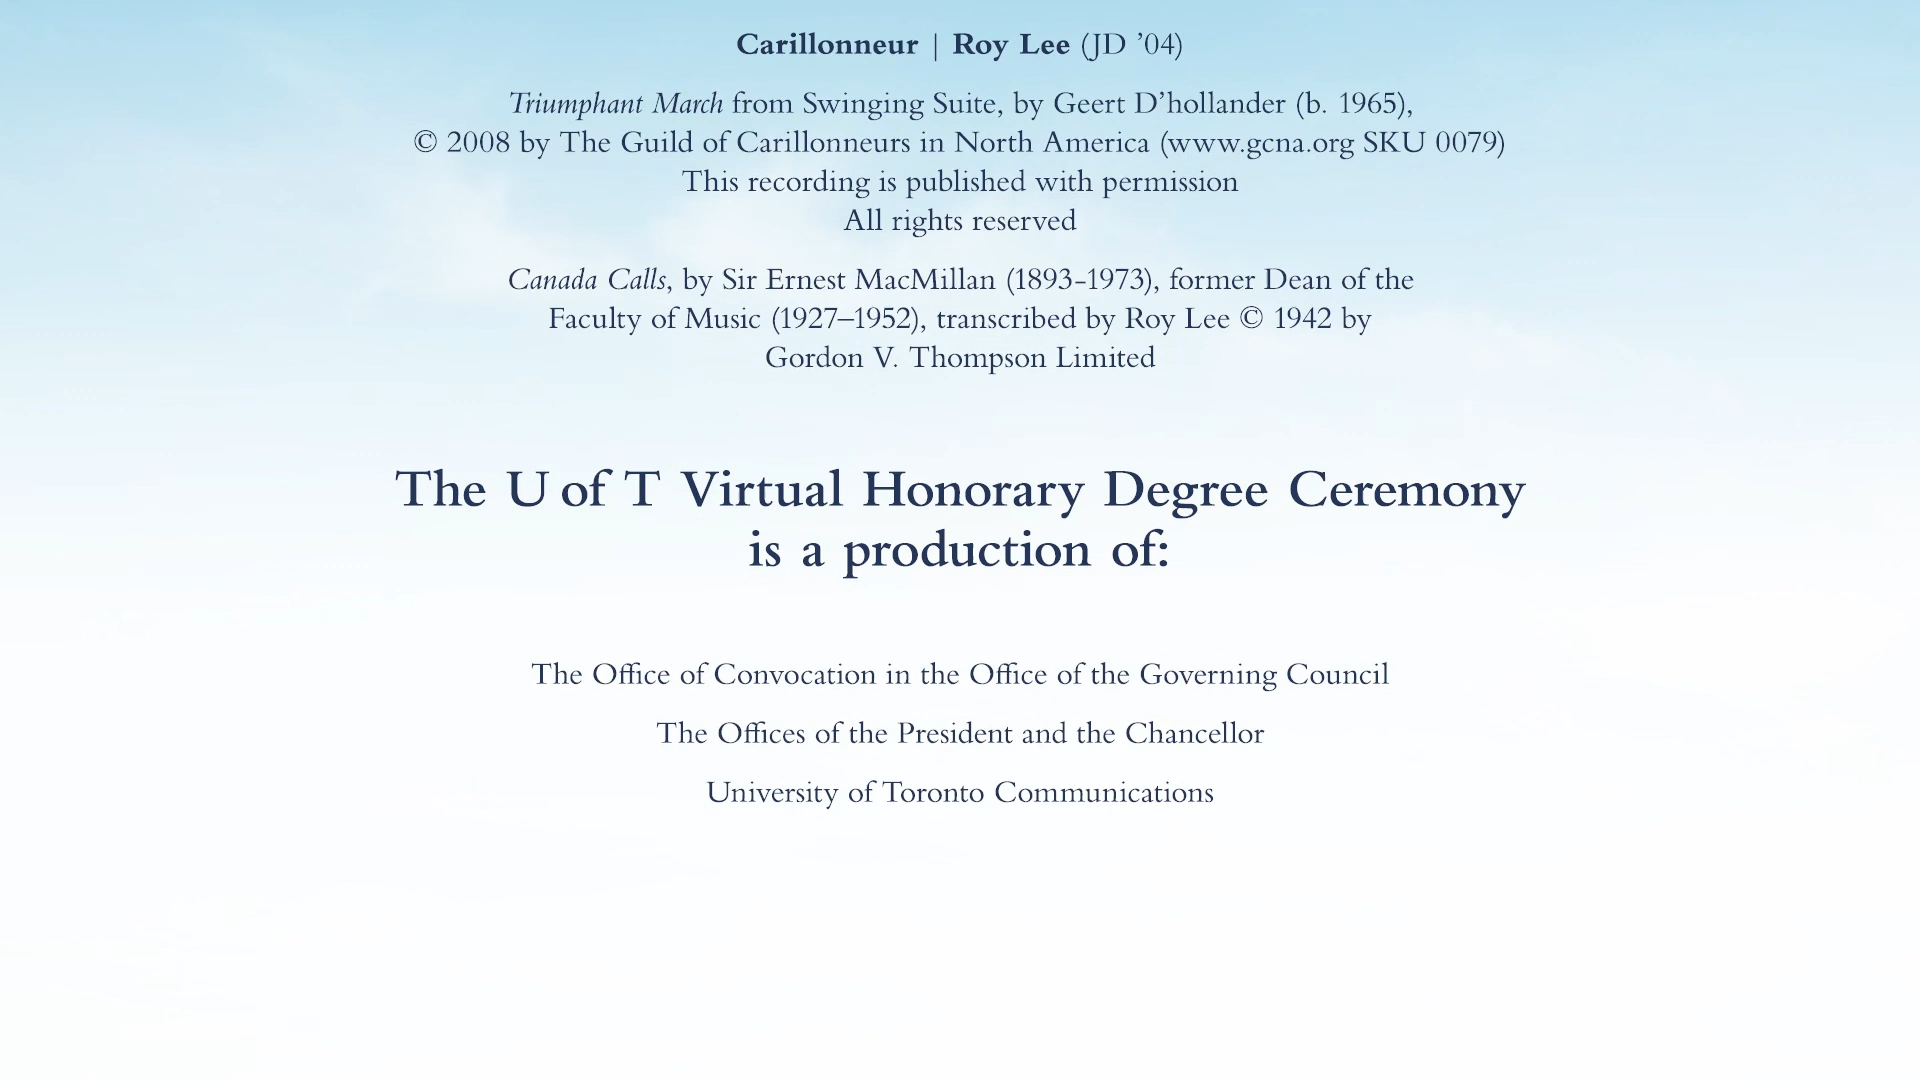 Carillonneur | Roy Lee (JD ’04)
Triumphant March from Swinging Suite, by Geert D’hollander (b. 1965),
© 2008 by The Guild of Carillonneurs in North America (www.gcna.org SKU 0079)
This recording is published with permission
All rights reserved
Canada Calls, by Sir Ernest MacMillan (1893-1973), former Dean of the
Faculty of Music (1927–1952), transcribed by Roy Lee © 1942 by
Gordon V. Thompson Limited
The U of T Virtual Honorary Degree Ceremony
is a production of:
The Office of Convocation in the Office of the Governing Council
The Offices of the President and the Chancellor
University of Toronto Communications